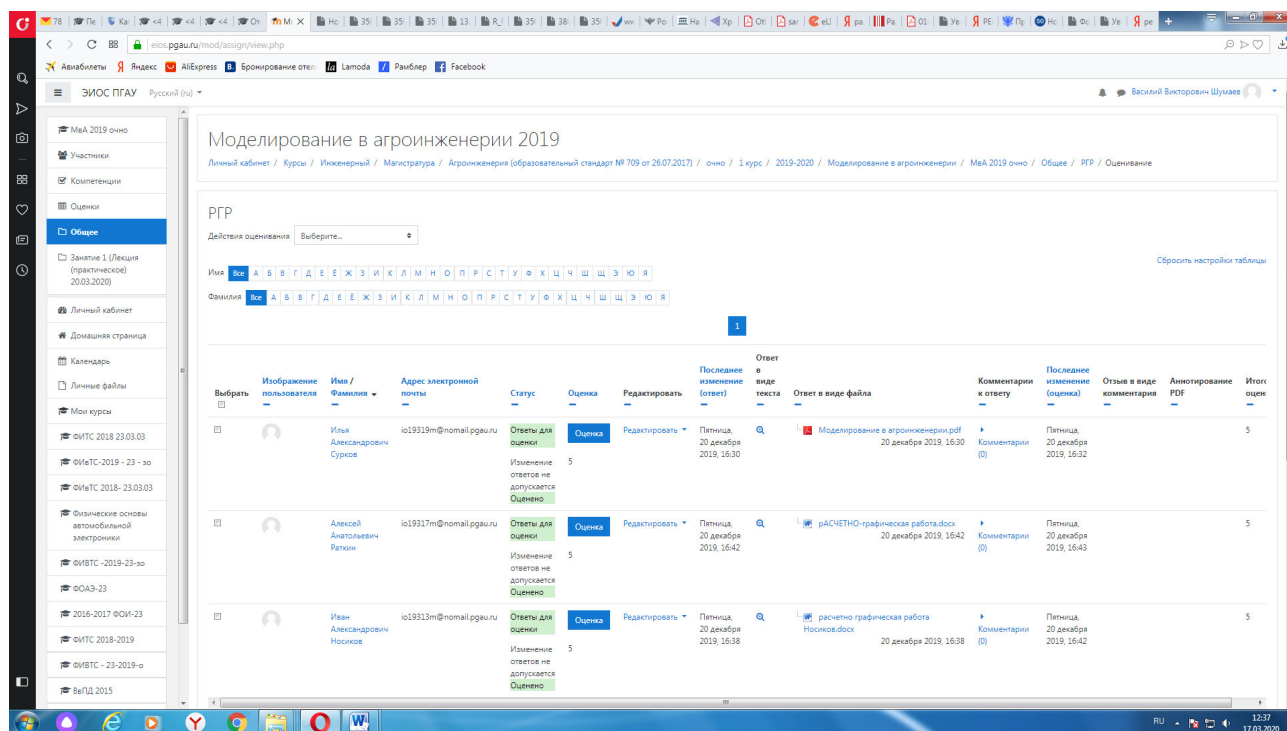 eios.pgau.ru/mod/assign/view.php
Авиабилеты Яндекс AliExpress Бронирование отел Lamoda Рамблер Facebook
ЭИОС ПГАУ Русский (ru) Василий Викторович Шумаев
МвА 2019 очно
Участники
Компетенции
Оценки
Общее
Занятие 1 (Лекция
(практическое)
20.03.2020)
Личный кабинет
Домашняя страница
Календарь
Личные файлы
Мои курсы
ФИТС 2018 23.03.03
ФИвТС-2019 - 23 - зо
ФИвТС 2018- 23.03.03
Физические основы
автомобильной
электроники
ФИВТС -2019-23-зо
ФОАЭ-23
2016-2017 ФОИ-23
ФИТС 2018-2019
ФИВТС - 23-2019-о
ВвПД 2015
Моделирование в агроинженерии 2019
Личный кабинет / Курсы / Инженерный / Магистратура / Агроинженерия (образовательный стандарт № 709 от 26.07.2017) / очно / 1 курс / 2019-2020 / Моделирование в агроинженерии / МвА 2019 очно / Общее / РГР / Оценивание
РГР
Действия оценивания Выберите...
Сбросить настройки таблицы
Имя Все А Б В Г Д Е Ё Ж З И К Л М Н О П Р С Т У Ф Х Ц Ч Ш Щ Э Ю Я
Фамилия Все А Б В Г Д Е Ё Ж З И К Л М Н О П Р С Т У Ф Х Ц Ч Ш Щ Э Ю Я
1
Выбрать
Изображение
пользователя
Имя /
Фамилия
Адрес электронной
почты
Статус
Оценка
Редактировать
Последнее
изменение
(ответ)
Ответ
в
виде
текста
Ответ в виде файла
Комментарии
к ответу
Последнее
изменение
(оценка)
Отзыв в виде
комментария
Аннотирование
PDF
Итого
оцен
Илья
Александрович
Сурков
io19319m@nomail.pgau.ru
Ответы для
оценки
Изменение
ответов не
допускается
Оценено
Оценка
5
Редактировать
Пятница,
20 декабря
2019, 16:30
Моделирование в агроинженерии.pdf
20 декабря 2019, 16:30
Комментарии
(0)
Пятница,
20 декабря
2019, 16:32
5
Алексей
Анатольевич
Раткин
io19317m@nomail.pgau.ru
Ответы для
оценки
Изменение
ответов не
допускается
Оценено
Оценка
5
Редактировать
Пятница,
20 декабря
2019, 16:42
рАСЧЕТНО-графическая работа.docx
20 декабря 2019, 16:42
Комментарии
(0)
Пятница,
20 декабря
2019, 16:43
5
Иван
Александрович
Носиков
io19313m@nomail.pgau.ru
Ответы для
оценки
Изменение
ответов не
допускается
Оценено
Оценка
5
Редактировать
Пятница,
20 декабря
2019, 16:38
расчетно графическая работа
Носиков.docx
20 декабря 2019, 16:38
Комментарии
(0)
Пятница,
20 декабря
2019, 16:42
5
RU
12:37
17.03.2020